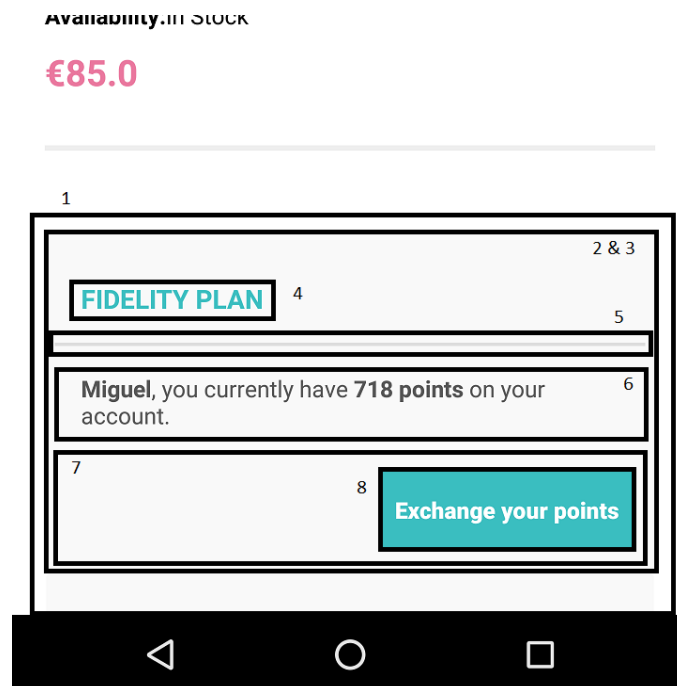 Availability:In Stock
€85.0
1
2 & 3
FIDELITY PLAN 4
5
Miguel, you currently have 718 points on your
account.
6
7
8
Exchange your points